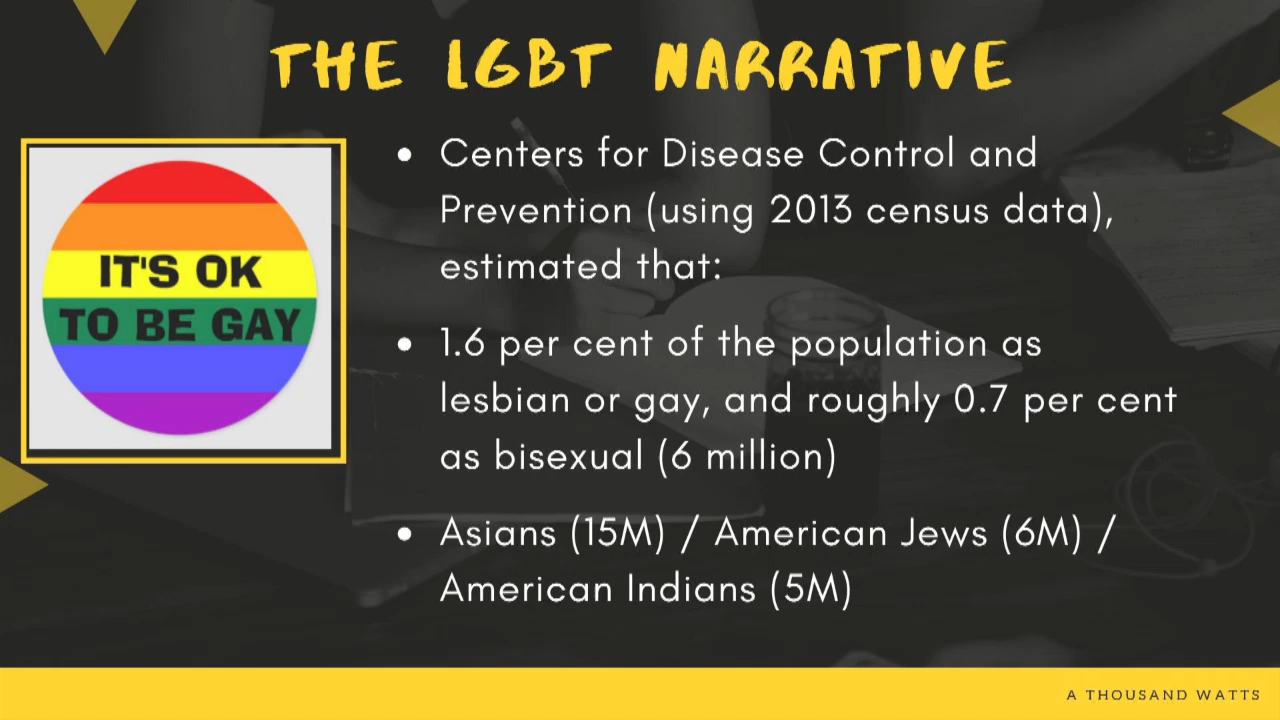 THE LGBT NARRATIVE
IT'S OK
TO BE GAY
• Centers for Disease Control and
Prevention (using 2013 census data),
estimated that:
• 1.6 per cent of the population as
lesbian or gay, and roughly 0.7 per cent
as bisexual (6 million)
• Asians (15M) / American Jews (6M) /
American Indians (5M)
A THOUSAND WATTS